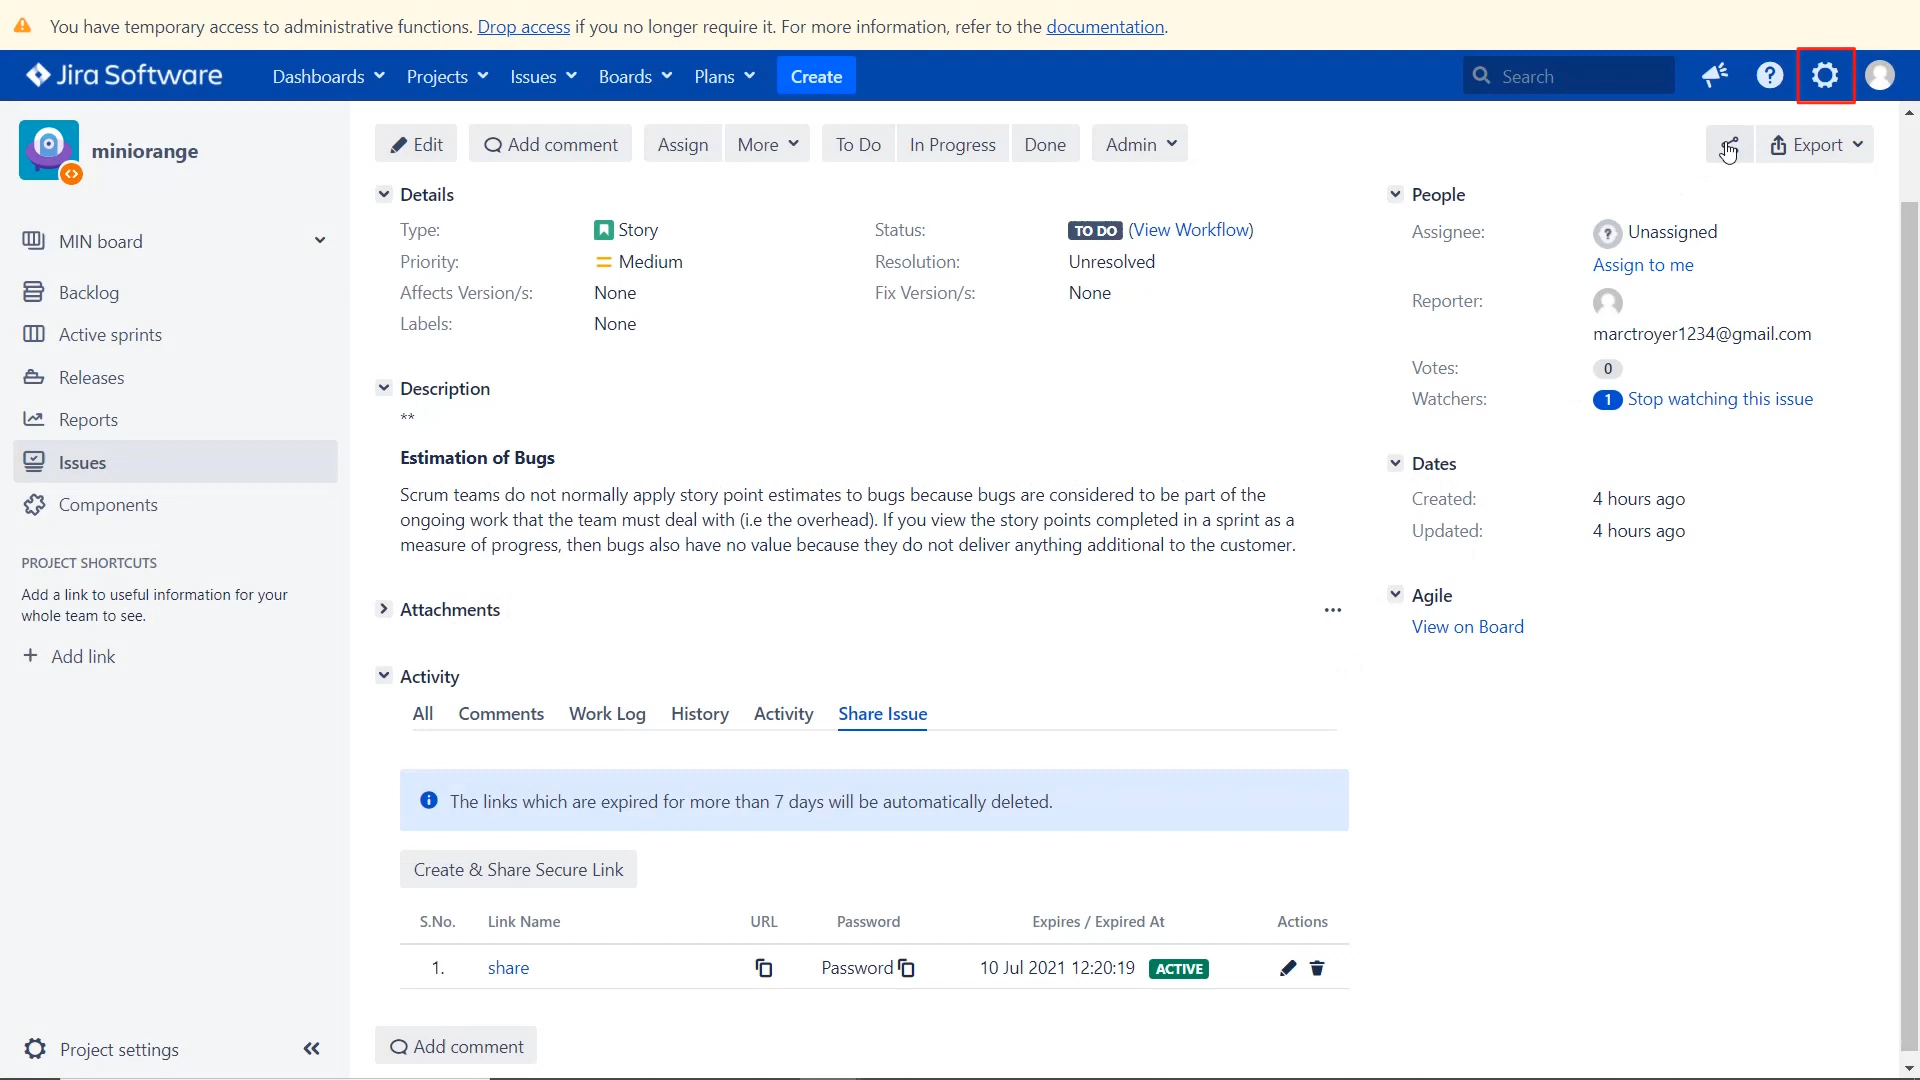 You have temporary access to administrative functions. Drop access if you no longer require it. For more information, refer to the documentation.
Jira Software Dashboards Projects Issues Boards Plans Create Search
miniorange
MIN board
Backlog
Active sprints
Releases
Reports
Issues
Components
PROJECT SHORTCUTS
Add a link to useful information for your
whole team to see.
+ Add link
Project settings
Edit Add comment Assign More To Do In Progress Done Admin Export
Details
Type: Story Status: TO DO (View Workflow)
Priority: Medium Resolution: Unresolved
Affects Version/s: None Fix Version/s: None
Labels: None
Description
**
Estimation of Bugs
Scrum teams do not normally apply story point estimates to bugs because bugs are considered to be part of the
ongoing work that the team must deal with (i.e the overhead). If you view the story points completed in a sprint as a
measure of progress, then bugs also have no value because they do not deliver anything additional to the customer.
Attachments
Activity
All Comments Work Log History Activity Share Issue
The links which are expired for more than 7 days will be automatically deleted.
Create & Share Secure Link
S.No. Link Name URL Password Expires / Expired At Actions
1. share Password 10 Jul 2021 12:20:19 ACTIVE
Add comment
People
Assignee: Unassigned
Assign to me
Reporter:
marctroyer1234@gmail.com
Votes: 0
Watchers: 1 Stop watching this issue
Dates
Created: 4 hours ago
Updated: 4 hours ago
Agile
View on Board